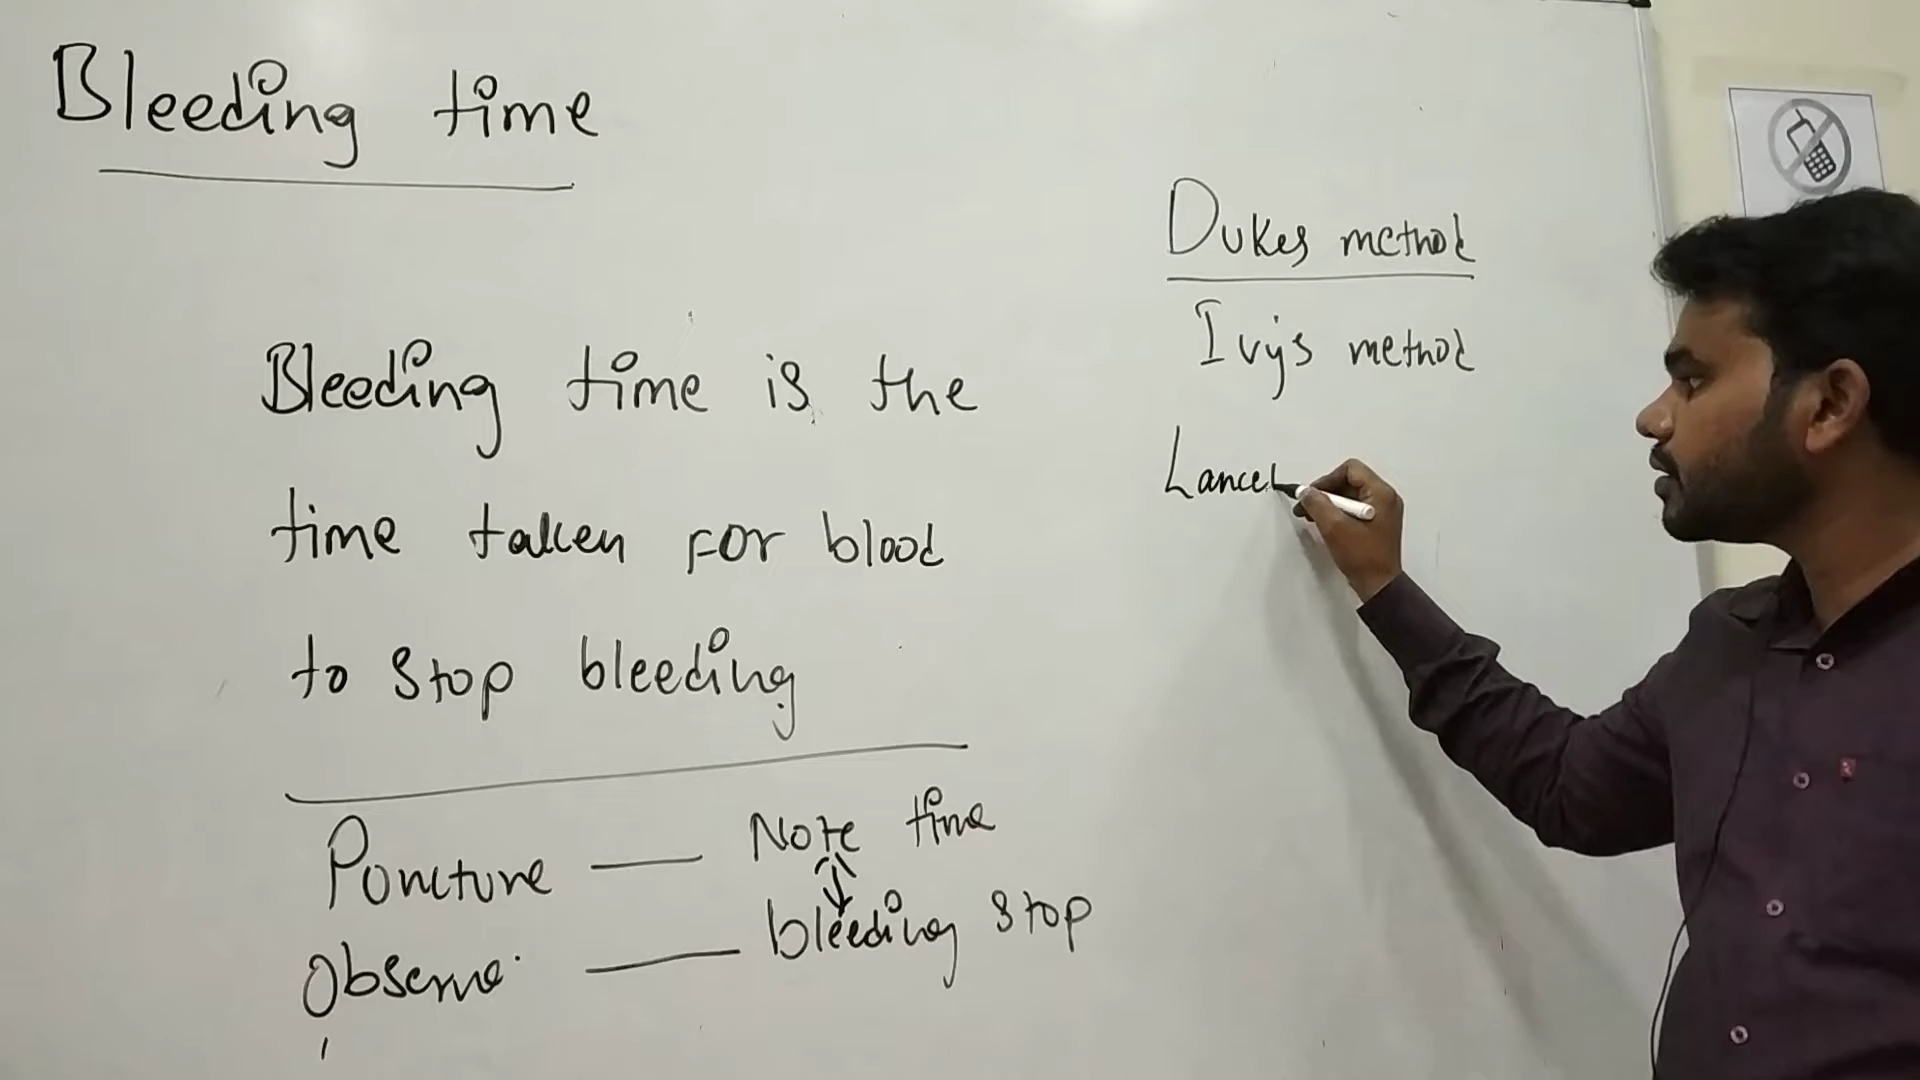 Bleeding time
Bleeding time is the
time taken for blood
to stop bleeding
Poncture — Note time
Observe — bleeding stop
Dukes method
Ivy's method
Lancet